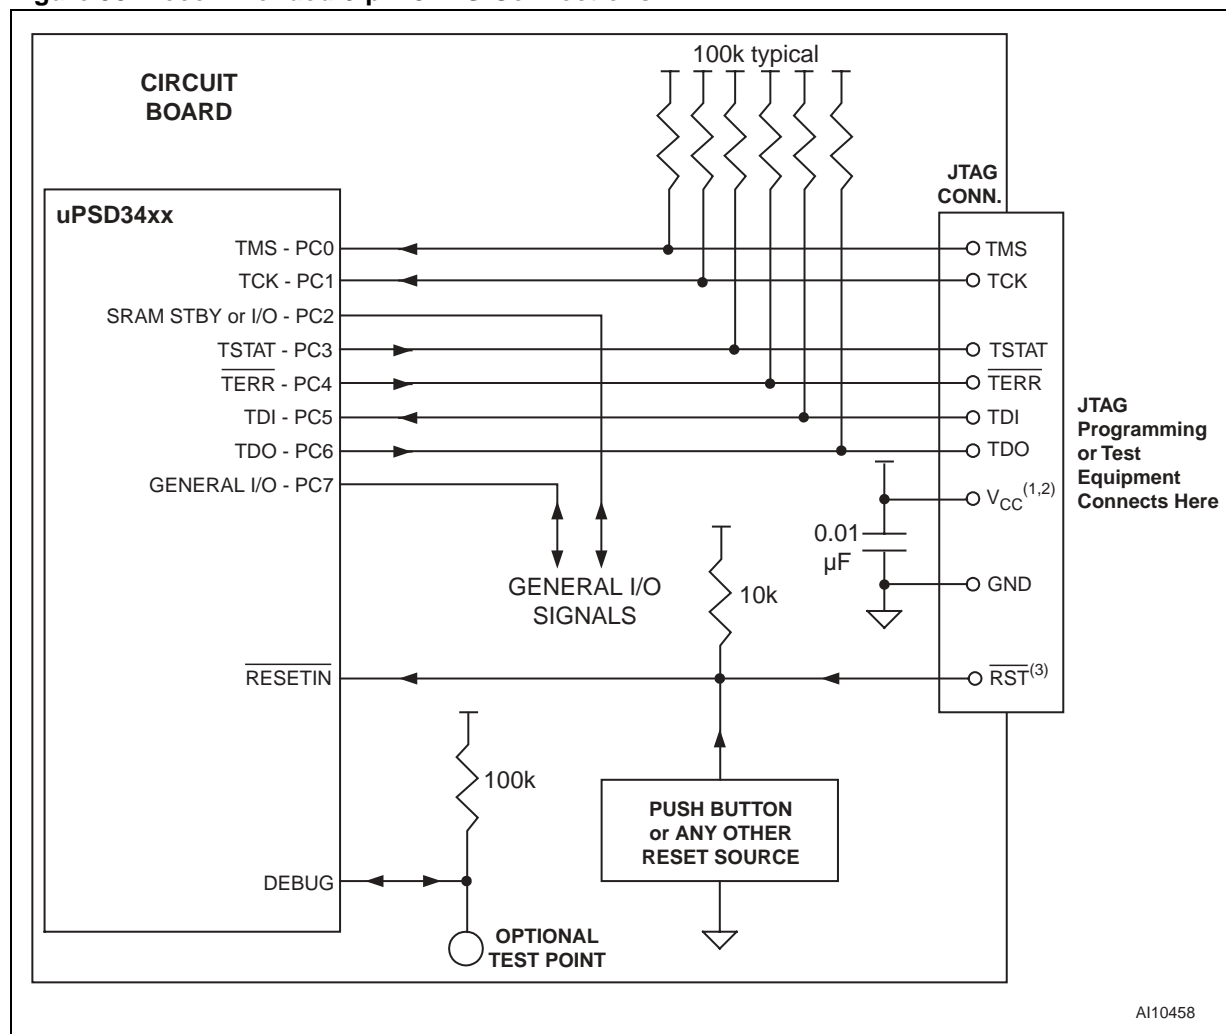 100k typical
CIRCUIT
BOARD
JTAG
CONN.
uPSD34xx
TMS - PC0
TMS
TCK - PC1
TCK
SRAM STBY or I/O - PC2
TSTAT - PC3
TSTAT
TERR - PC4
TERR
TDI - PC5
TDI
TDO - PC6
TDO
GENERAL I/O - PC7
JTAG
Programming
or Test
Equipment
Connects Here
VCC(1,2)
0.01
µF
GENERAL I/O
SIGNALS
10k
GND
RESETIN
RST(3)
100k
PUSH BUTTON
or ANY OTHER
RESET SOURCE
DEBUG
OPTIONAL
TEST POINT
AI10458